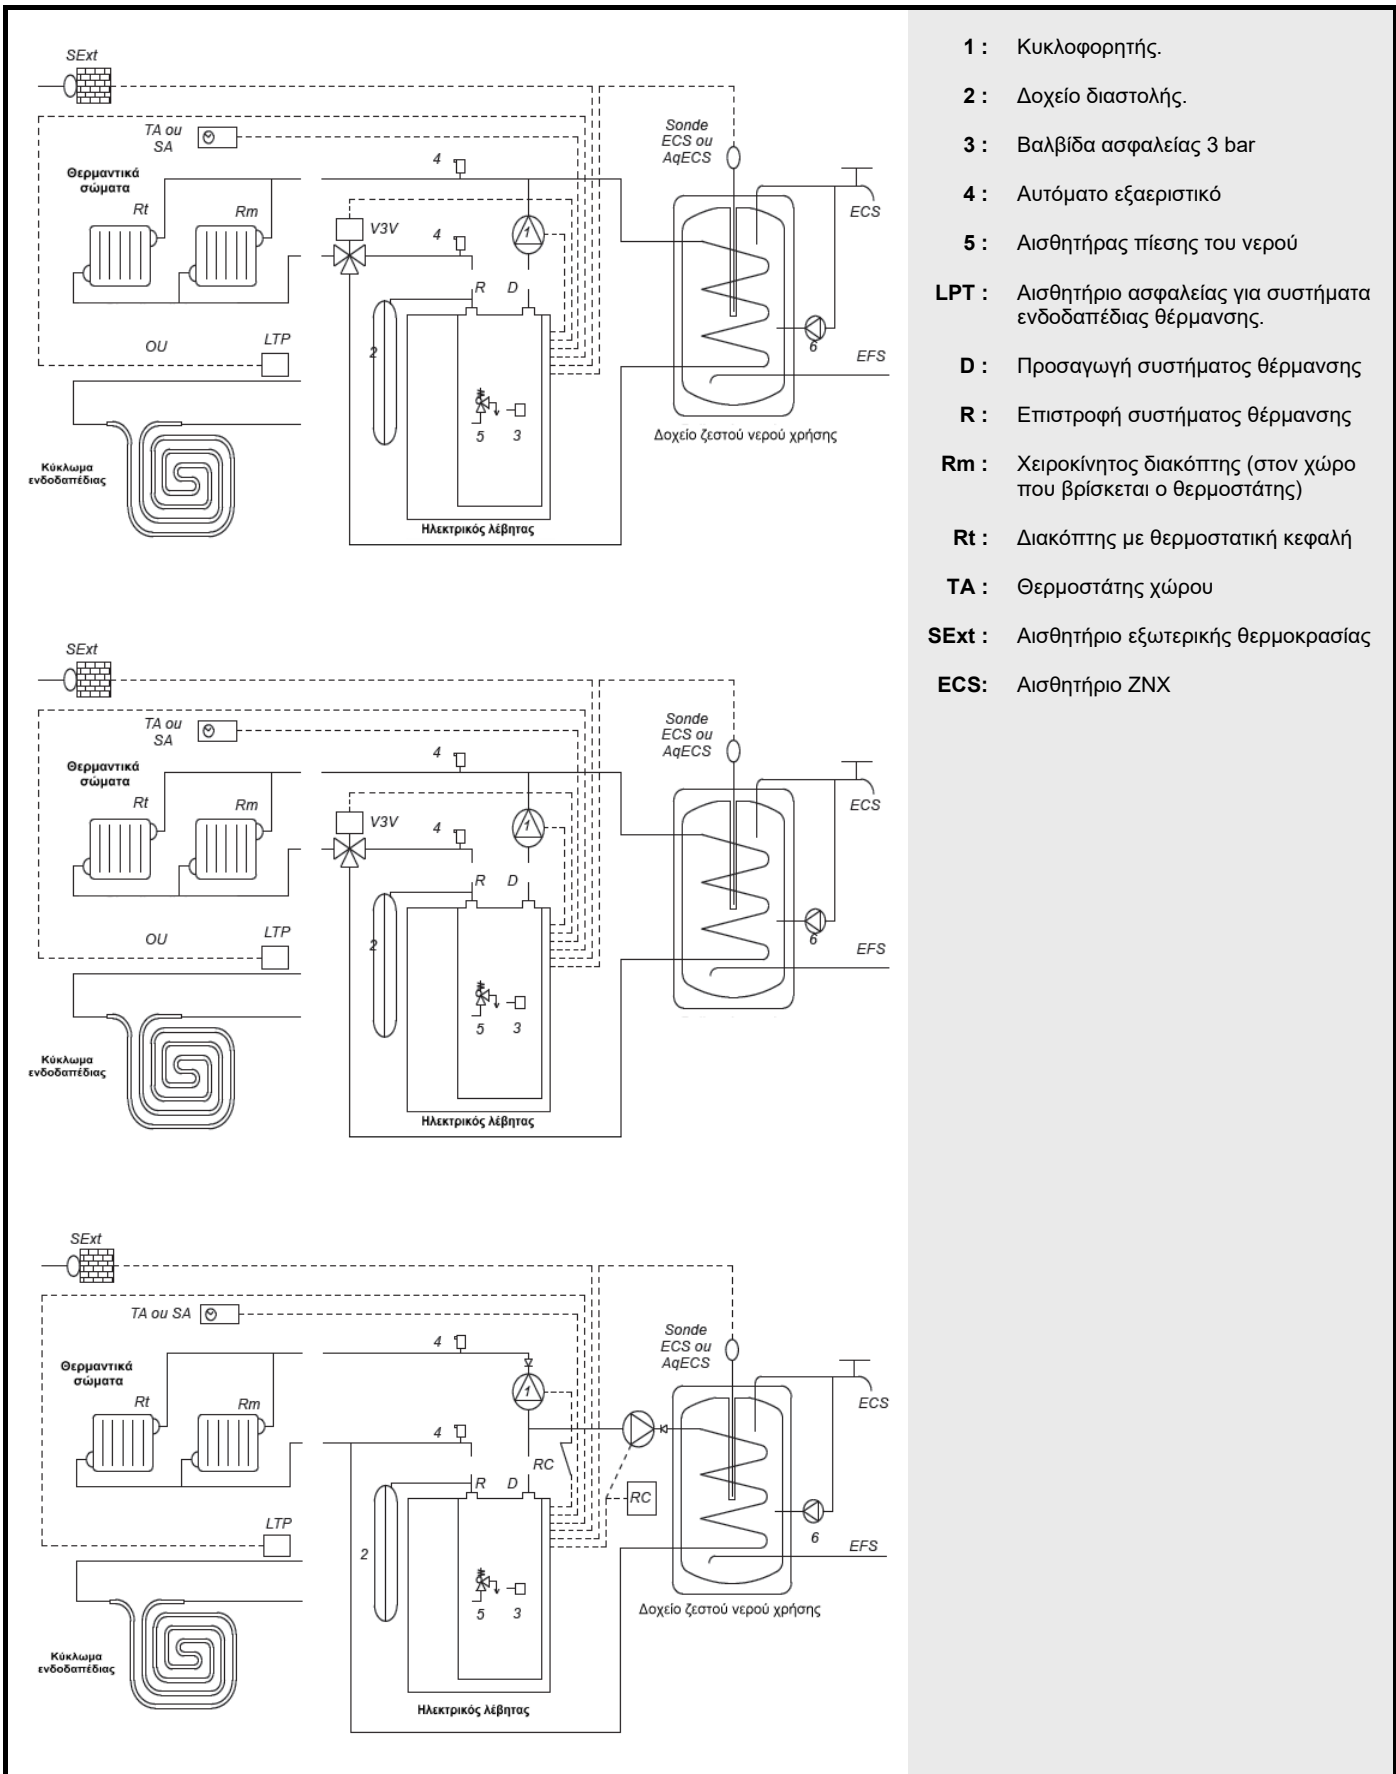 SExt
TA ou
SA
Θερμαντικά
σώματα
Rt
Rm
4
V3V
4
1
Sonde
ECS ou
AqECS
ECS
R D
2
OU
LTP
6
EFS
5 3
Δοχείο ζεστού νερού χρήσης
Κύκλωμα
ενδοδαπέδιας
Ηλεκτρικός λέβητας
SExt
TA ou
SA
Θερμαντικά
σώματα
Rt
Rm
4
V3V
4
1
Sonde
ECS ou
AqECS
ECS
R D
2
OU
LTP
6
EFS
5 3
Κύκλωμα
ενδοδαπέδιας
Ηλεκτρικός λέβητας
SExt
TA ou SA
Θερμαντικά
σώματα
Rt
Rm
4
1
4
Sonde
ECS ou
AqECS
ECS
RC
R D
RC
LTP
2
6
EFS
5 3
Δοχείο ζεστού νερού χρήσης
Κύκλωμα
ενδοδαπέδιας
Ηλεκτρικός λέβητας
1 : Κυκλοφορητής.
2 : Δοχείο διαστολής.
3 : Βαλβίδα ασφαλείας 3 bar
4 : Αυτόματο εξαεριστικό
5 : Αισθητήρας πίεσης του νερού
LPT : Αισθητήριο ασφαλείας για συστήματα
ενδοδαπέδιας θέρμανσης.
D : Προσαγωγή συστήματος θέρμανσης
R : Επιστροφή συστήματος θέρμανσης
Rm : Χειροκίνητος διακόπτης (στον χώρο
που βρίσκεται ο θερμοστάτης)
Rt : Διακόπτης με θερμοστατική κεφαλή
TA : Θερμοστάτης χώρου
SExt : Αισθητήριο εξωτερικής θερμοκρασίας
ECS: Αισθητήριο ΖΝΧ